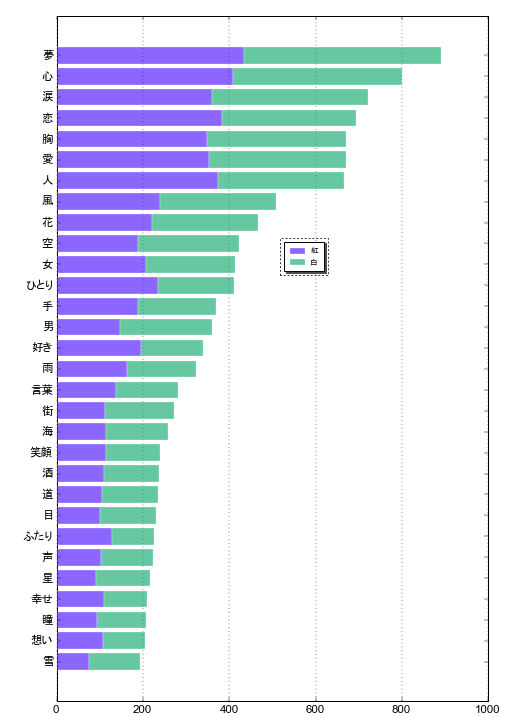 夢
心
涙
恋
胸
愛
人
風
花
空
紅
白
女
ひとり
手
男
好き
雨
言葉
街
海
笑顔
酒
道
目
ふたり
声
星
幸せ
瞳
想い
雪
0 200 400 600 800 1000